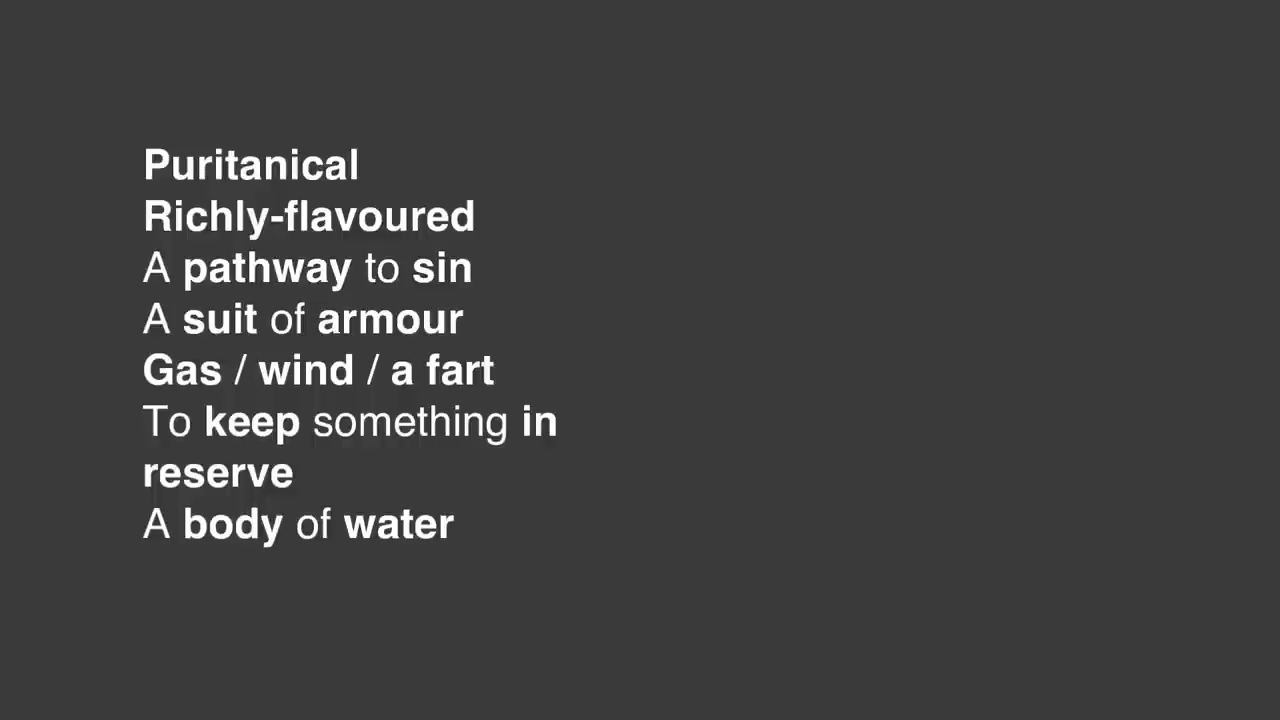 Puritanical
Richly-flavoured
A pathway to sin
A suit of armour
Gas / wind / a fart
To keep something in
reserve
A body of water